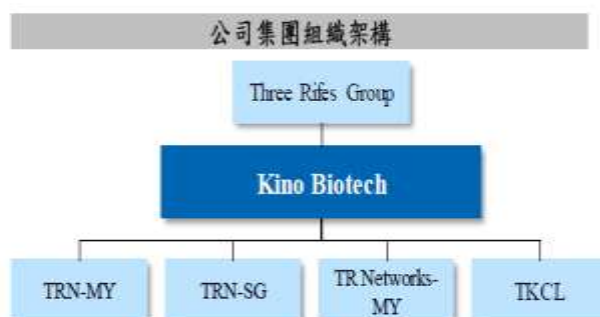 公司集團組織架構
Three Rifes Group
Kino Biotech
TRN-MY
TRN-SG
TR Networks-
MY
TKCL